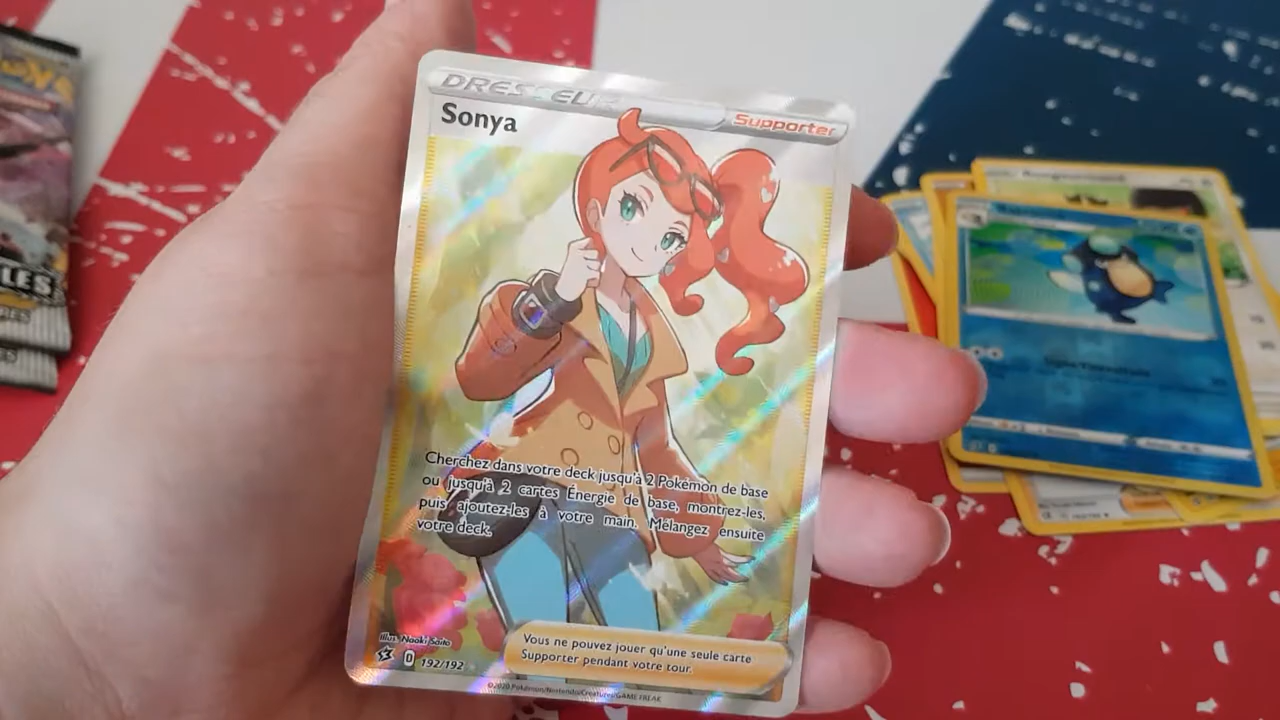 DRESSEUR
Supporter
Sonya
Cherchez dans votre deck jusqu'à 2 Pokémon de base
ou jusqu'à 2 cartes Énergie de base, montrez-les,
puis ajoutez-les à votre main. Mélangez ensuite
votre deck.
Illus. Naoki Saito
D 192/192
Vous ne pouvez jouer qu'une seule carte
Supporter pendant votre tour.
©2020 Pokémon/Nintendo/Creatures/GAME FREAK